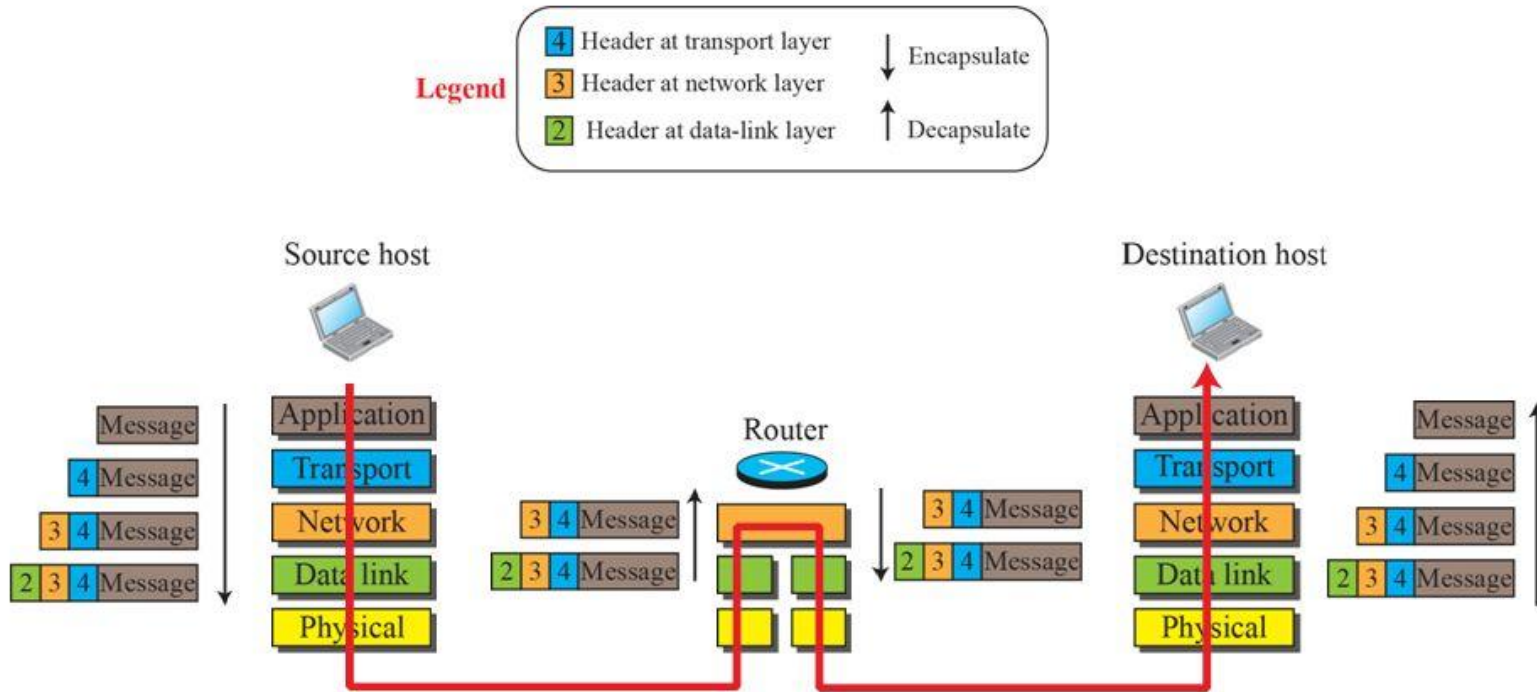 Legend
4 Header at transport layer
3 Header at network layer
2 Header at data-link layer
Encapsulate
Decapsulate
Source host
Message
4 Message
3 4 Message
2 3 4 Message
Application
Transport
Network
Data link
Physical
Router
3 4 Message
2 3 4 Message
3 4 Message
2 3 4 Message
Destination host
Application
Transport
Network
Data link
Physical
Message
4 Message
3 4 Message
2 3 4 Message